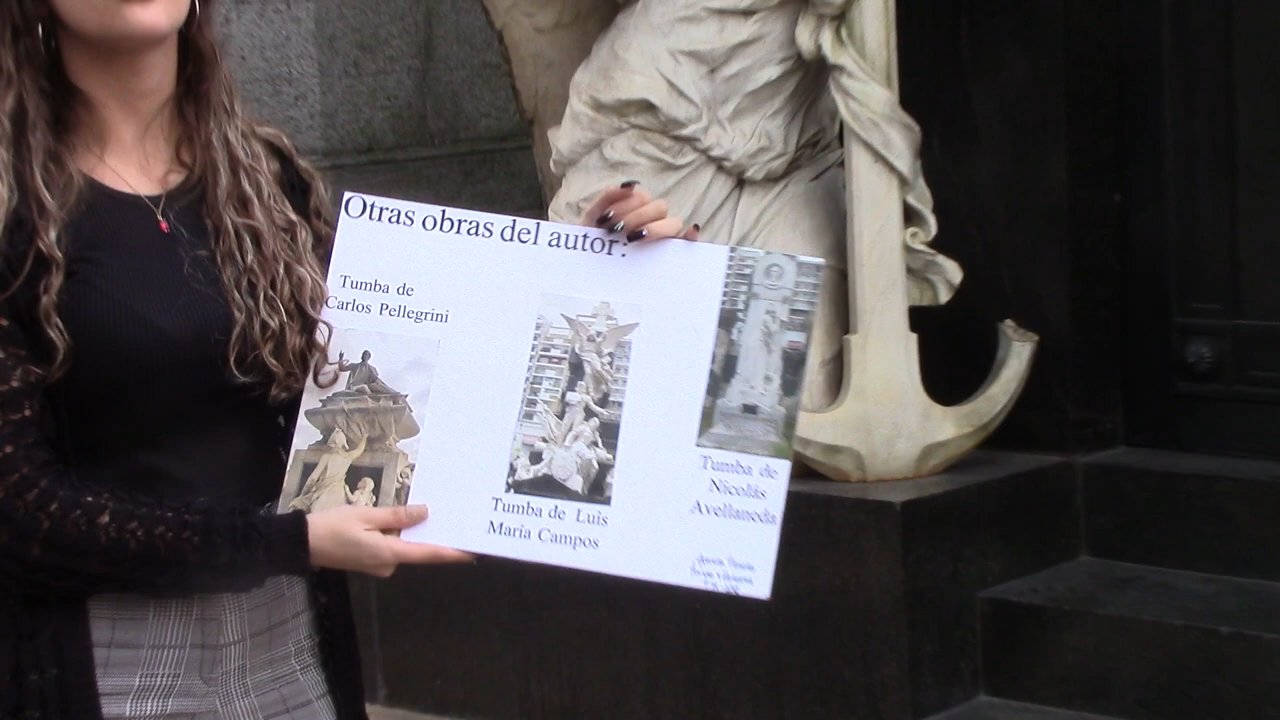 Otras obras del autor:
Tumba de
Carlos Pellegrini
Tumba de Luis
María Campos
Tumba de
Nicolás
Avellaneda